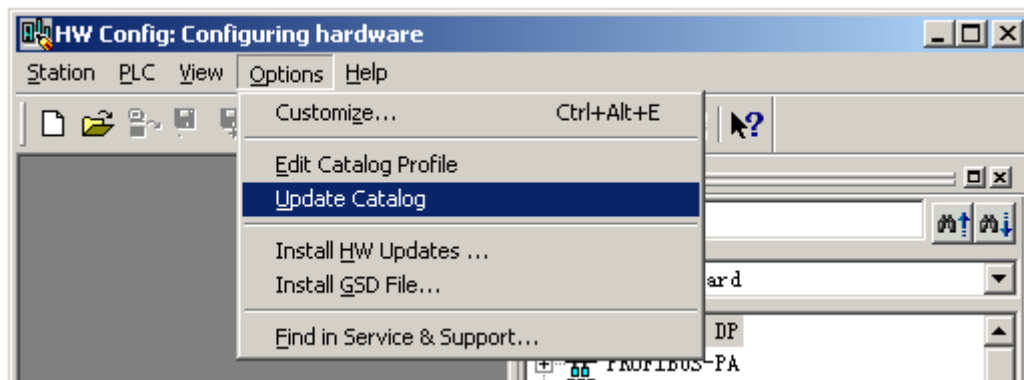 HW Config: Configuring hardware
Station PLC View Options Help
Customize... Ctrl+Alt+E
Edit Catalog Profile
Update Catalog
Install HW Updates ...
Install GSD File...
ard
Find in Service & Support...
DP
PROFIBUS-PA